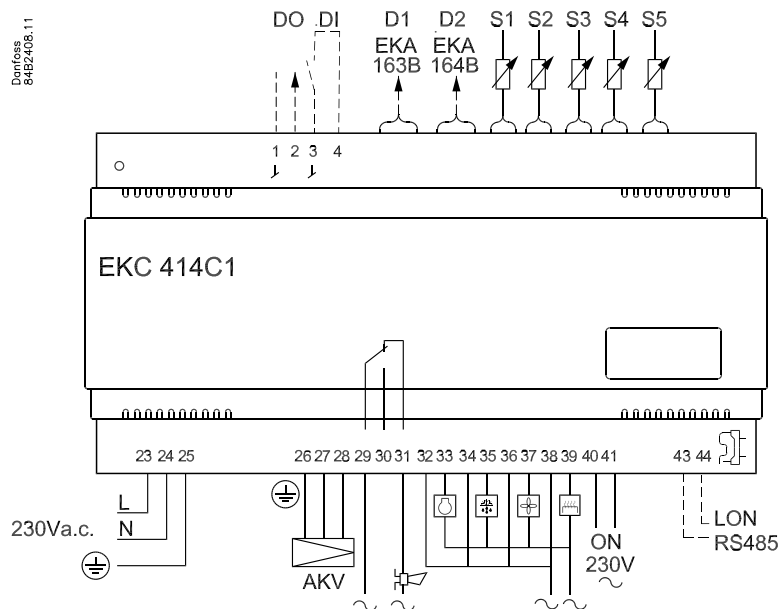 Danfoss
84B2408.11
DO DI D1 D2 S1 S2 S3 S4 S5
EKA
163B
EKA
164B
1 2 3 4
EKC 414C1
23 24 25 26 27 28 29 30 31 32 33 34 35 36 37 38 39 40 41 43 44
L
230Va.c. N
AKV
ON
230V
LON
RS485